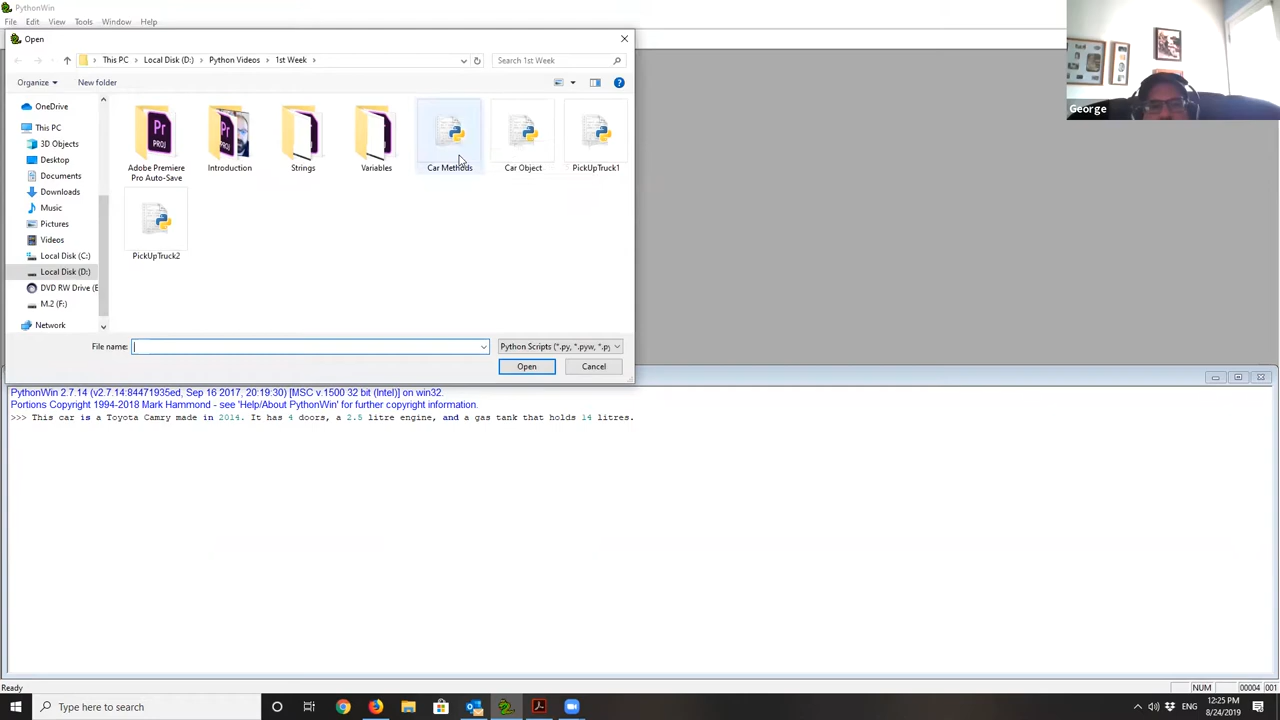 PythonWin
File Edit View Tools Window Help
Open
This PC > Local Disk (D:) > Python Videos > 1st Week >
Search 1st Week
Organize
New folder
OneDrive
This PC
3D Objects
Desktop
Documents
Downloads
Music
Pictures
Videos
Local Disk (C:)
Local Disk (D:)
DVD RW Drive (E
M.2 (F:)
Network
Pr
PROJ
Adobe Premiere
Pro Auto-Save
Pr
PROJ
Introduction
Strings
Variables
Car Methods
Car Object
PickUpTruck1
PickUpTruck2
File name:
Python Scripts (*.py, *.pyw, *.py
Open
Cancel
George
PythonWin 2.7.14 (v2.7.14:84471935ed, Sep 16 2017, 20:19:30) [MSC v.1500 32 bit (Intel)] on win32.
Portions Copyright 1994-2018 Mark Hammond - see 'Help/About PythonWin' for further copyright information.
>>> This car is a Toyota Camry made in 2014. It has 4 doors, a 2.5 litre engine, and a gas tank that holds 14 litres.
Ready
NUM
00004 001
Type here to search
ENG
12:25 PM
8/24/2019